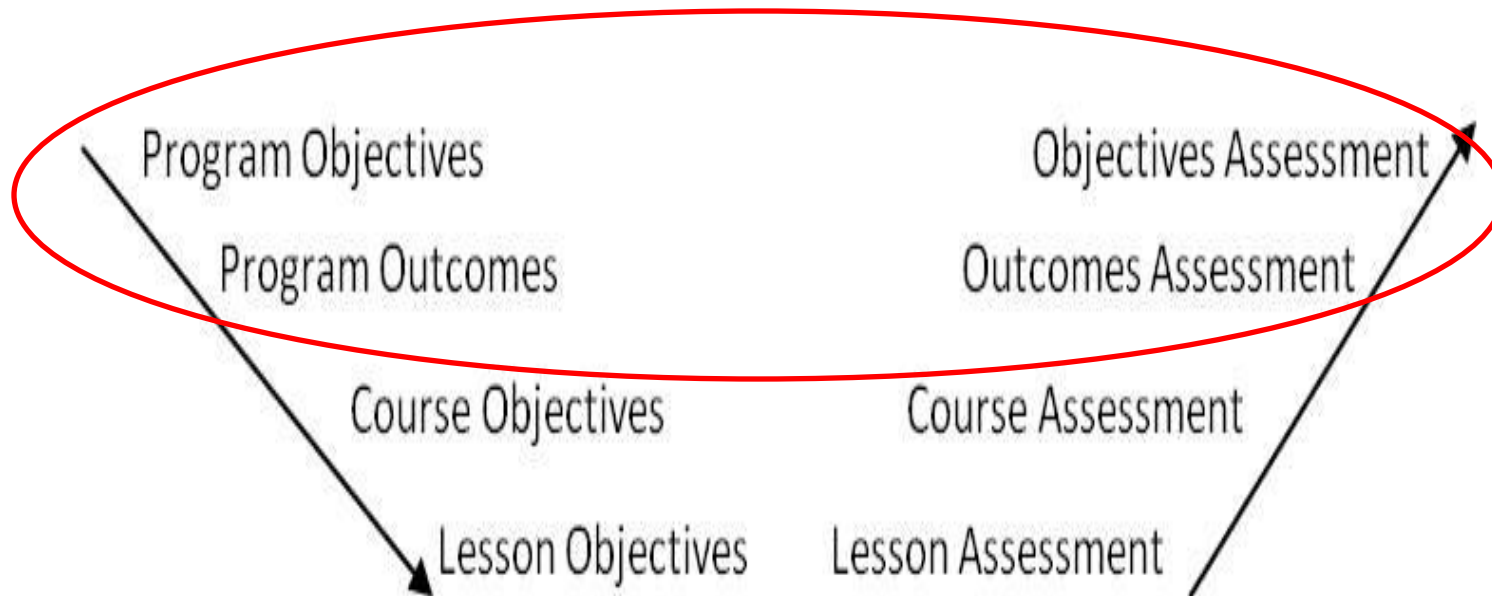 Program Objectives
Objectives Assessment
Program Outcomes
Outcomes Assessment
Course Objectives
Course Assessment
Lesson Objectives
Lesson Assessment